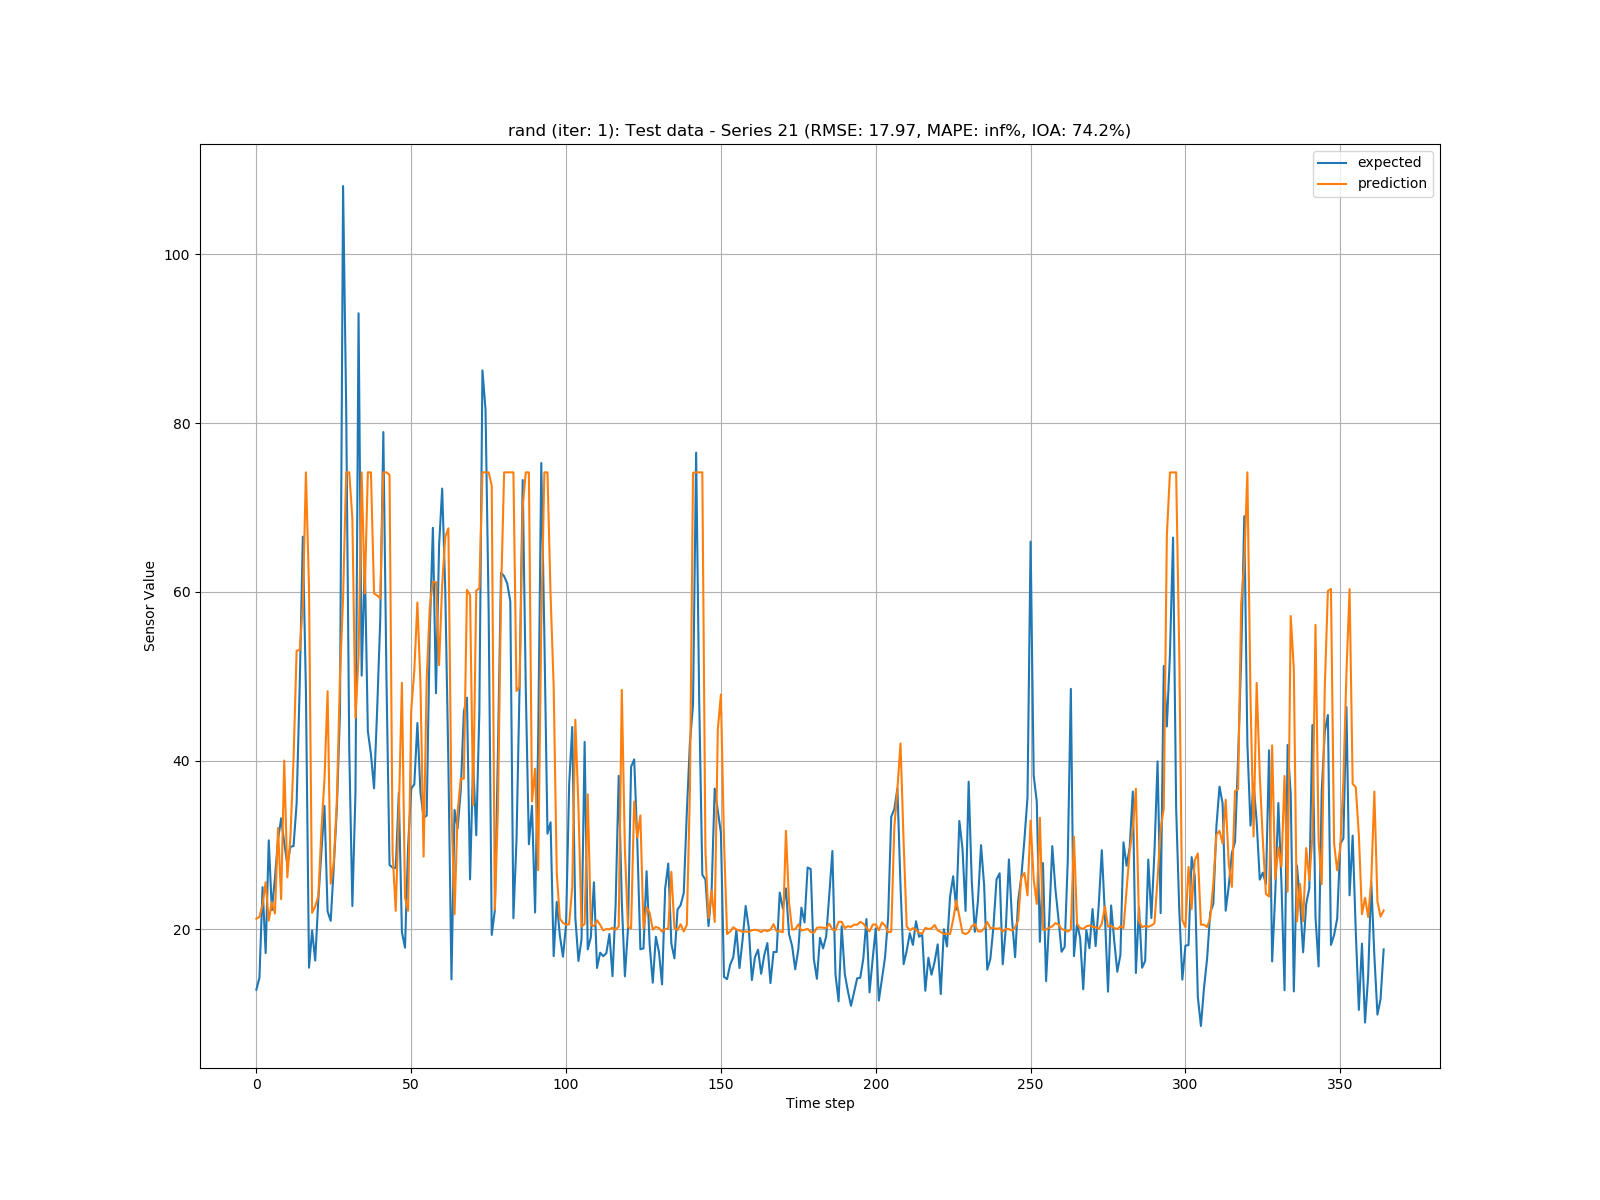 rand (iter: 1): Test data - Series 21 (RMSE: 17.97, MAPE: inf%, IOA: 74.2%)
expected
prediction
100
80
60
40
20
Sensor Value
0 50 100 150 200 250 300 350
Time step